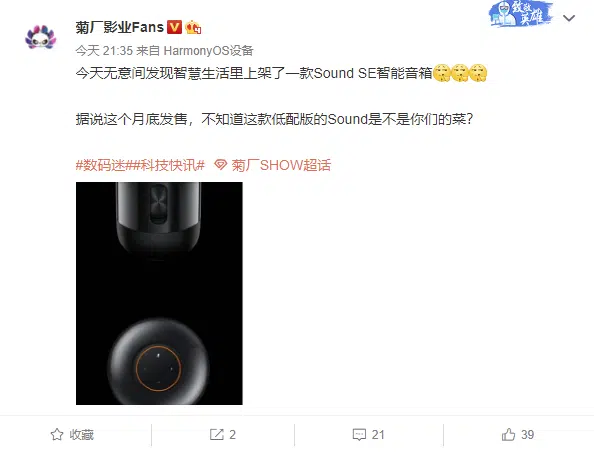 致敬
英雄
菊厂影业Fans V
今天 21:35 来自 HarmonyOS设备
今天无意间发现智慧生活里上架了一款Sound SE智能音箱
据说这个月底发售，不知道这款低配版的Sound是不是你们的菜？
#数码迷##科技快讯# 菊厂SHOW超话
收藏 2 21 39